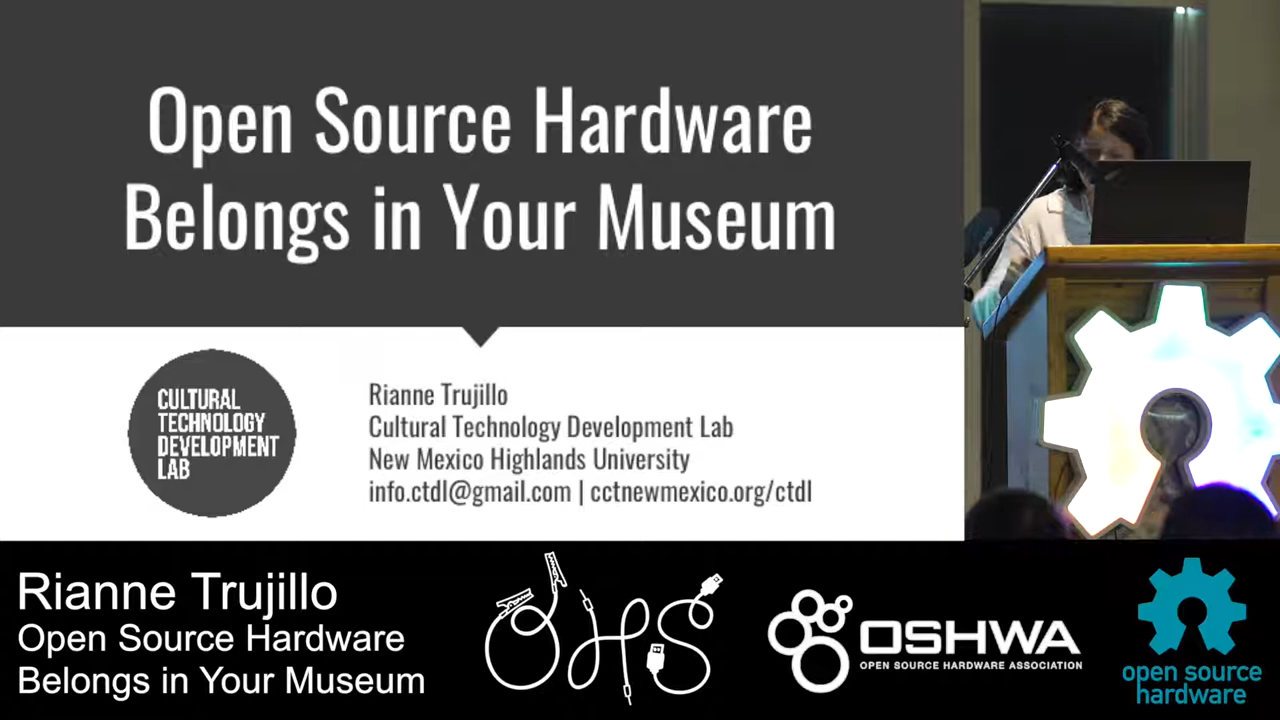 Open Source Hardware
Belongs in Your Museum
CULTURAL
TECHNOLOGY
DEVELOPMENT
LAB
Rianne Trujillo
Cultural Technology Development Lab
New Mexico Highlands University
info.ctdl@gmail.com | cctnewmexico.org/ctdl
Rianne Trujillo
Open Source Hardware
Belongs in Your Museum
OHS
OSHWA
OPEN SOURCE HARDWARE ASSOCIATION
open source
hardware